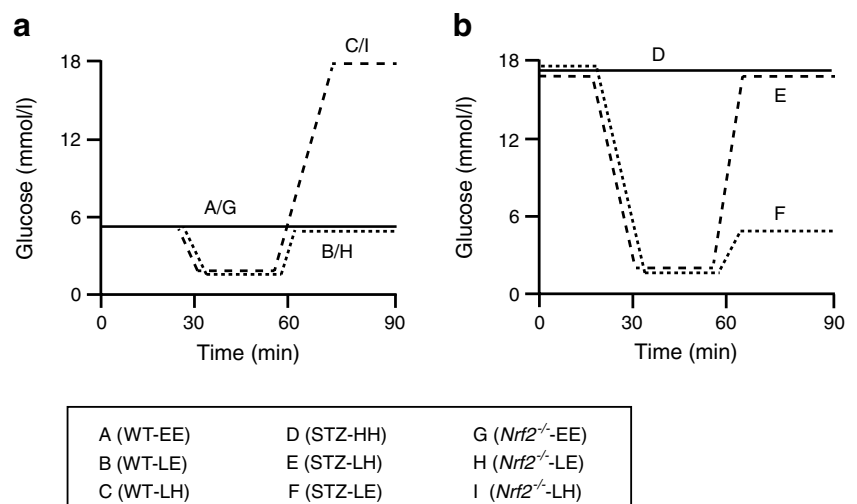 a
b
C/I
18
12
6
0
Glucose (mmol/l)
A/G
B/H
0 30 60 90
Time (min)
D
18
12
6
0
Glucose (mmol/l)
E
F
0 30 60 90
Time (min)
A (WT-EE) D (STZ-HH) G (Nrf2-/--EE)
B (WT-LE) E (STZ-LH) H (Nrf2-/--LE)
C (WT-LH) F (STZ-LE) I (Nrf2-/--LH)